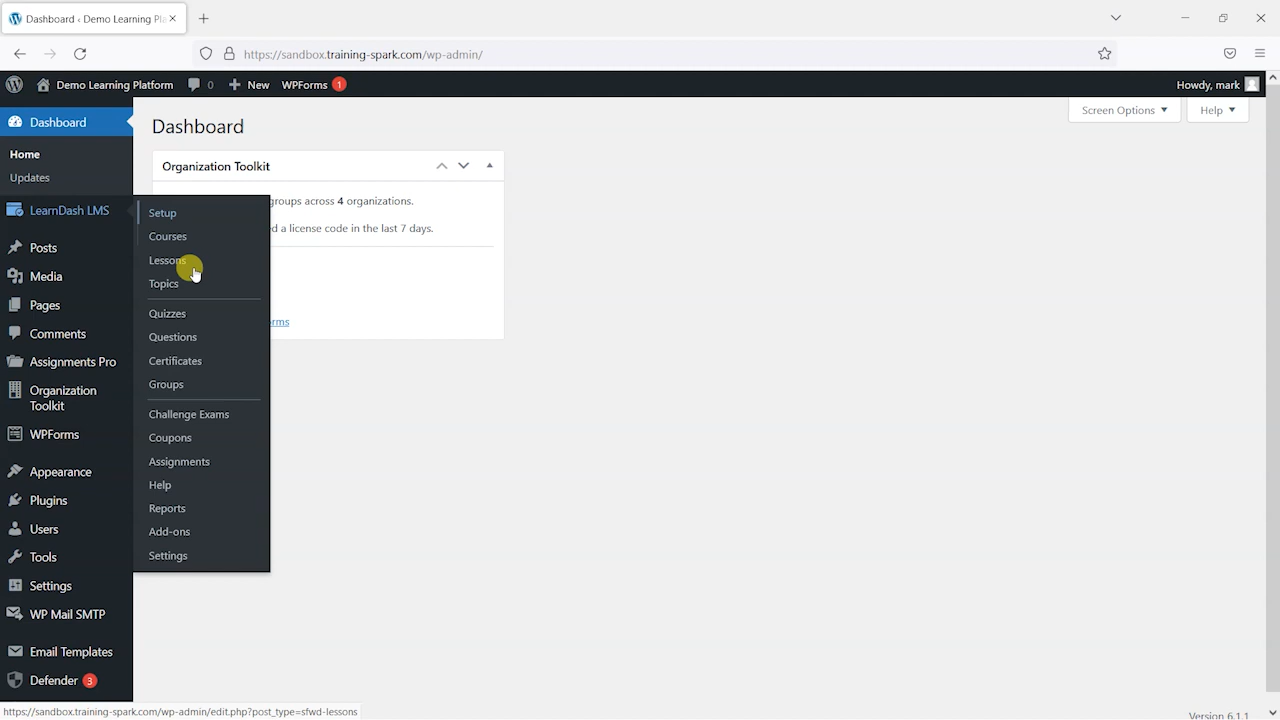 Dashboard ‹ Demo Learning Pla
https://sandbox.training-spark.com/wp-admin/
Demo Learning Platform 0 New WPForms 1 Howdy, mark
Screen Options Help
Dashboard
Dashboard
Home
Updates
LearnDash LMS
Posts
Media
Pages
Comments
Assignments Pro
Organization
Toolkit
WPForms
Appearance
Plugins
Users
Tools
Settings
WP Mail SMTP
Email Templates
Defender 3
Setup
Courses
Lessons
Topics
Quizzes
Questions
Certificates
Groups
Challenge Exams
Coupons
Assignments
Help
Reports
Add-ons
Settings
Organization Toolkit
groups across 4 organizations.
d a license code in the last 7 days.
rms
https://sandbox.training-spark.com/wp-admin/edit.php?post_type=sfwd-lessons
Version 6.1.1